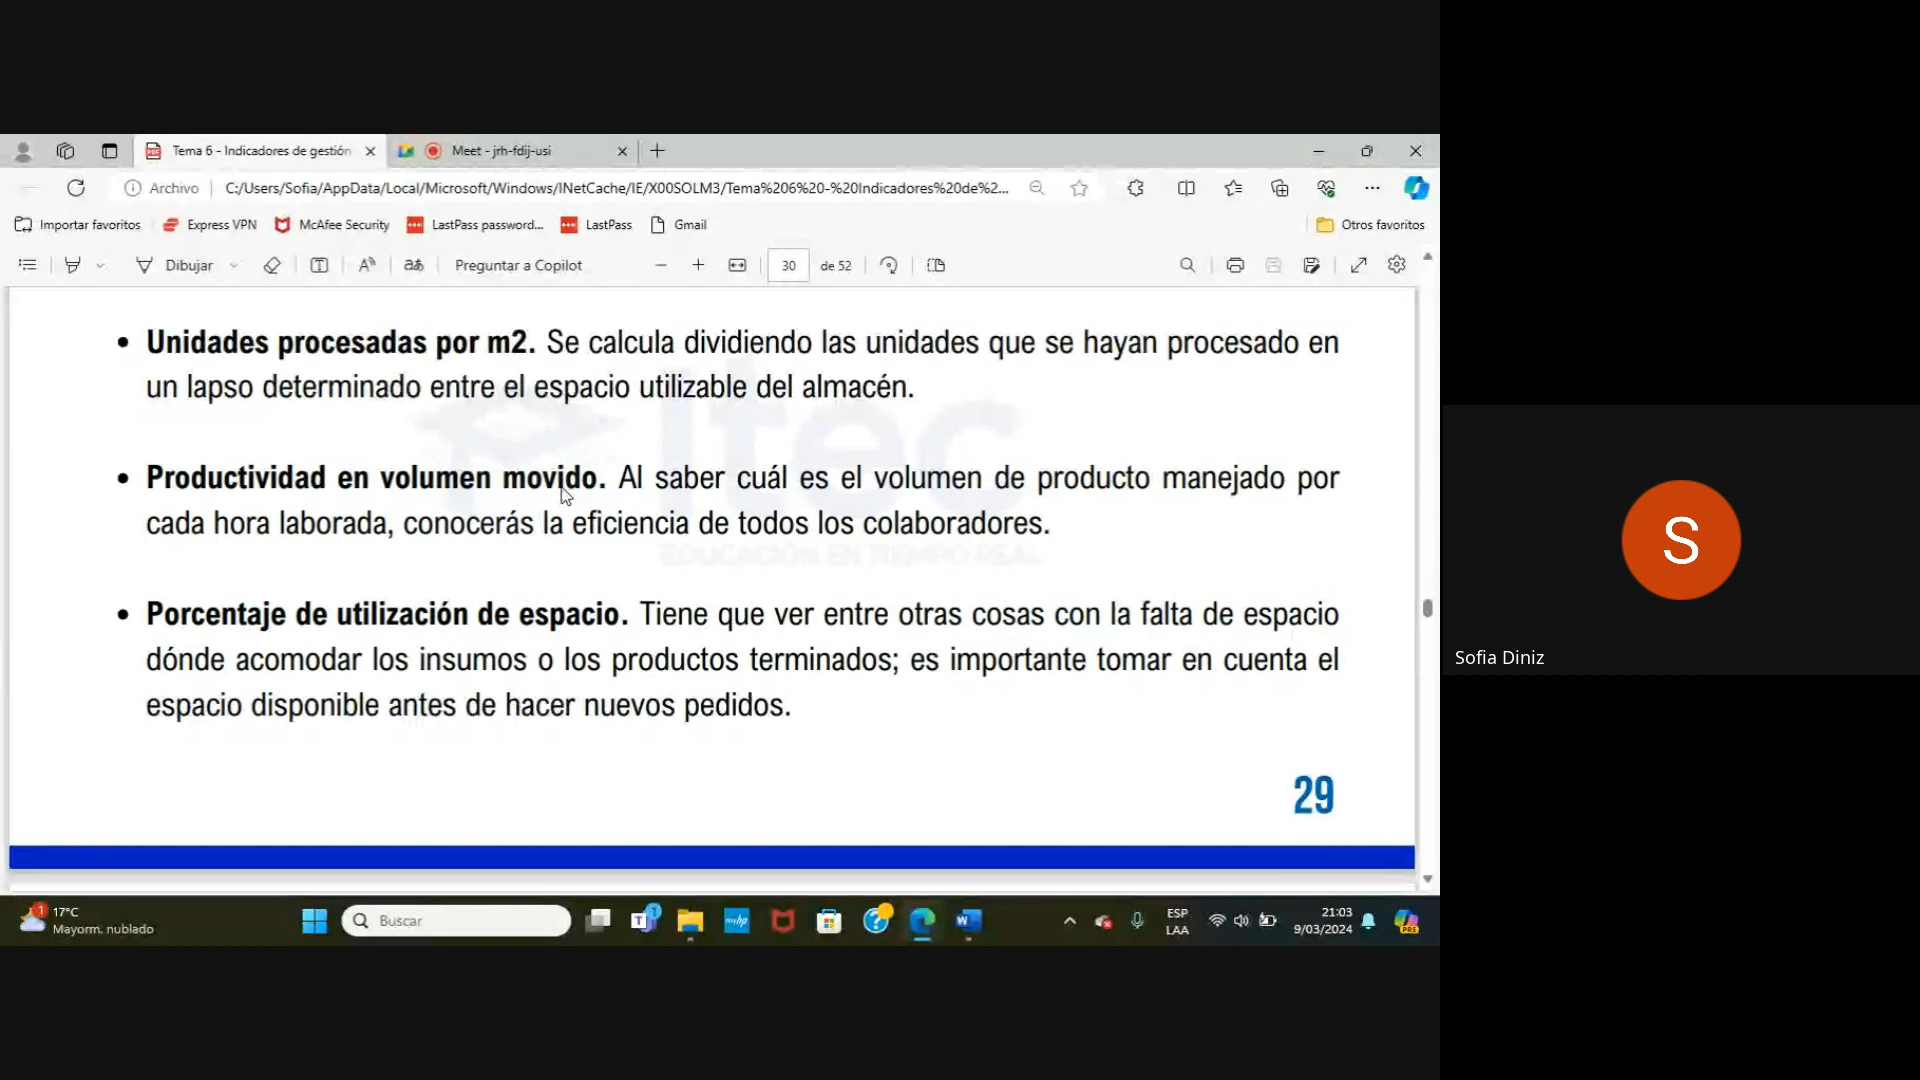 Tema 6 - Indicadores de gestión
Meet - jrh-fdij-usi
Archivo
C:/Users/Sofia/AppData/Local/Microsoft/Windows/INetCache/IE/X00SOLM3/Tema%206%20-%20Indicadores%20de%2...
Importar favoritos
Express VPN
McAfee Security
LastPass password...
LastPass
Gmail
Otros favoritos
Dibujar
Preguntar a Copilot
30
de 52
• Unidades procesadas por m2. Se calcula dividiendo las unidades que se hayan procesado en
un lapso determinado entre el espacio utilizable del almacén.
• Productividad en volumen movido. Al saber cuál es el volumen de producto manejado por
cada hora laborada, conocerás la eficiencia de todos los colaboradores.
• Porcentaje de utilización de espacio. Tiene que ver entre otras cosas con la falta de espacio
dónde acomodar los insumos o los productos terminados; es importante tomar en cuenta el
espacio disponible antes de hacer nuevos pedidos.
Itec
EDUCACIÓN EN TIEMPO REAL
29
S
Sofia Diniz
1
17°C
Mayorm. nublado
Buscar
ESP
LAA
21:03
9/03/2024
PRE